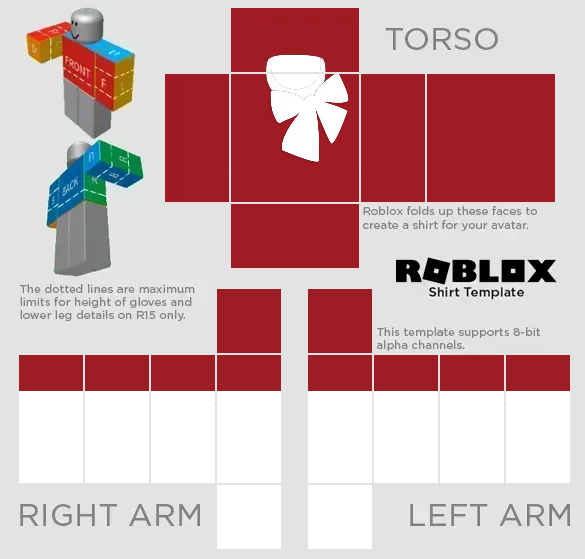 TORSO
FRONT
F
L
R
U
BACK
R
B
U
Roblox folds up these faces to
create a shirt for your avatar.
ROBLOX
Shirt Template
The dotted lines are maximum
limits for height of gloves and
lower leg details on R15 only.
This template supports 8-bit
alpha channels.
RIGHT ARM
LEFT ARM